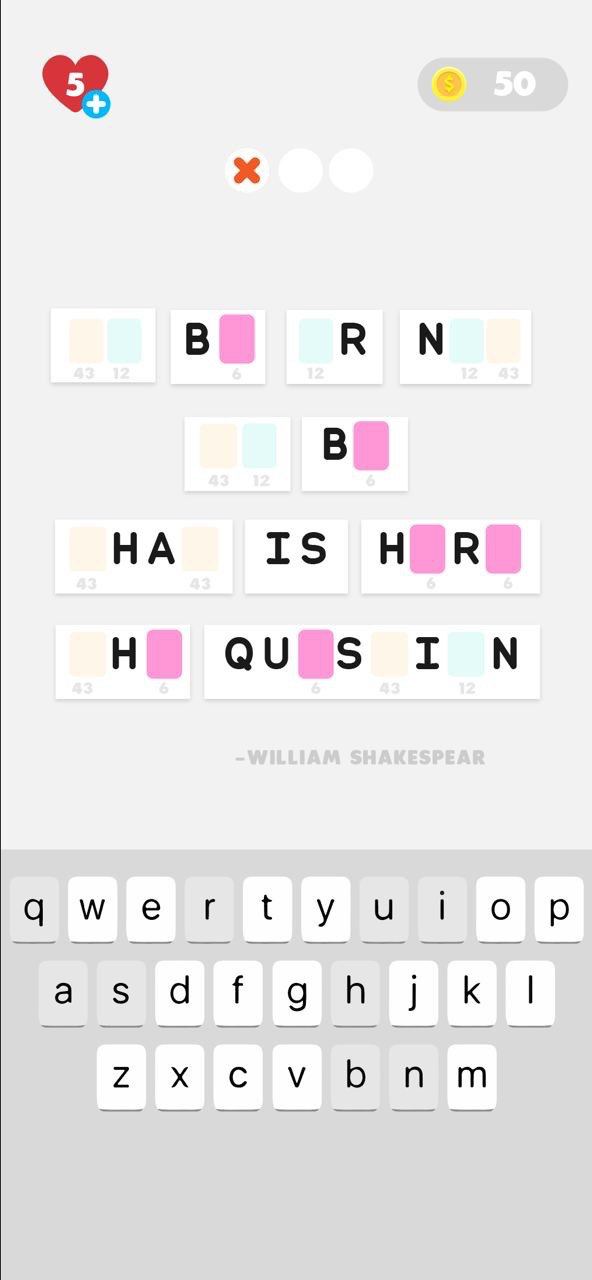 5
50
B R N
43 12 6 12 12 43
B
43 12 6
HA IS H R
43 43 6 6
H QU S I N
43 6 6 43 12
-WILLIAM SHAKESPEAR
q w e r t y u i o p
a s d f g h j k l
z x c v b n m